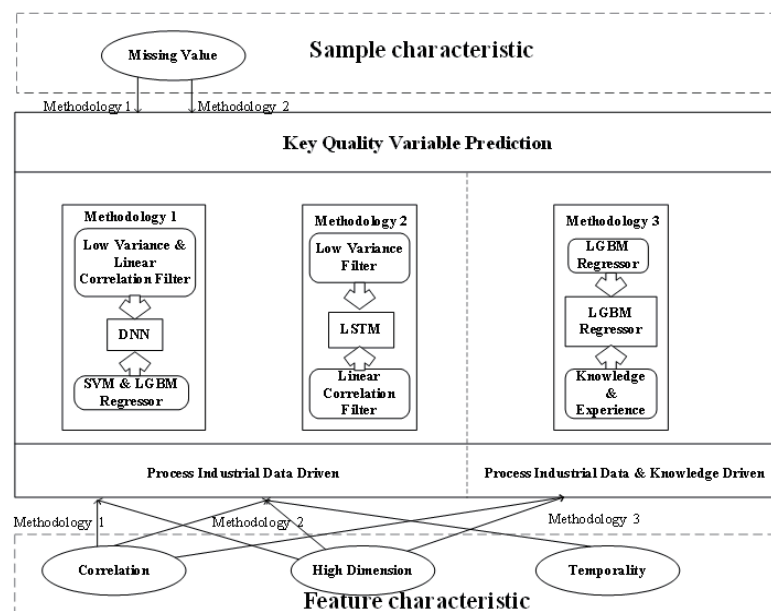 Sample characteristic
Missing Value
Methodology 1
Methodology 2
Key Quality Variable Prediction
Methodology 1
Low Variance &
Linear
Correlation Filter
DNN
SVM & LGBM
Regressor
Methodology 2
Low Variance
Filter
LSTM
Linear
Correlation
Filter
Methodology 3
LGBM
Regressor
LGBM
Regressor
Knowledge
&
Experience
Process Industrial Data Driven
Process Industrial Data & Knowledge Driven
Methodology 1
Methodology 2
Methodology 3
Correlation
High Dimension
Temporality
Feature characteristic